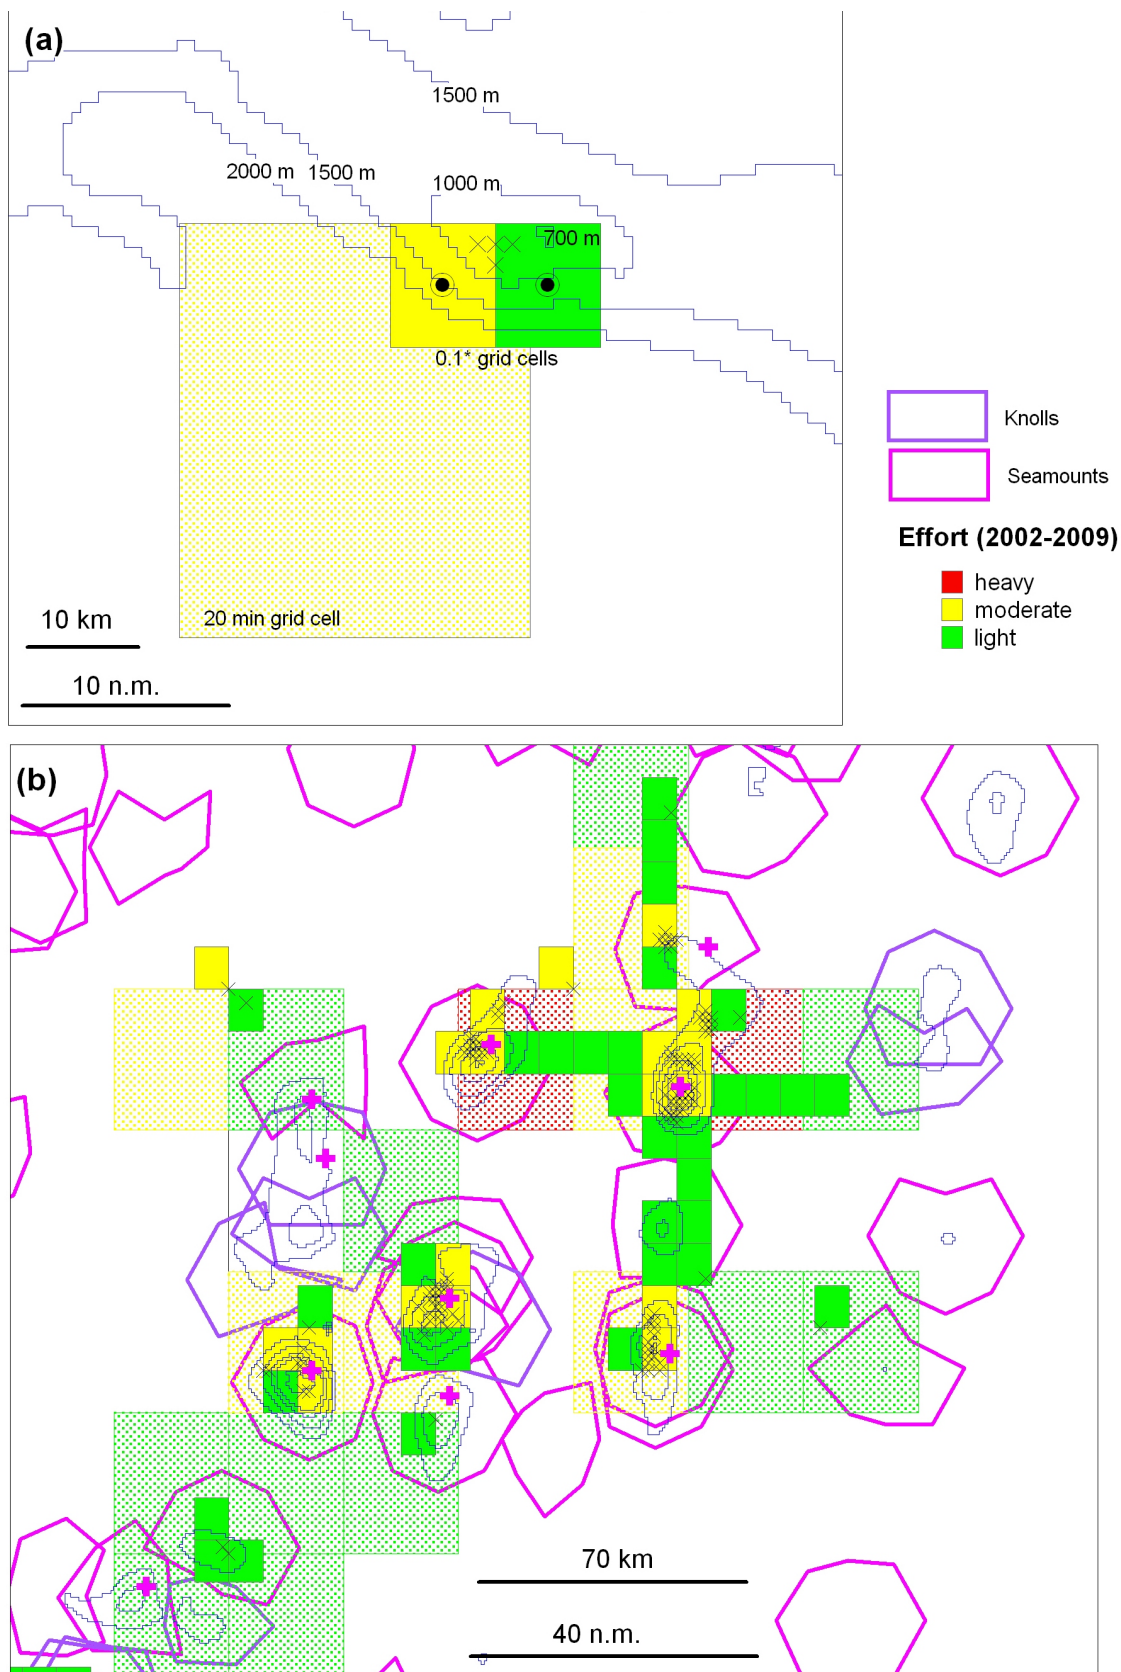 (a)
1500 m
2000 m
1500 m
1000 m
700 m
0.1* grid cells
20 min grid cell
10 km
10 n.m.
Knolls
Seamounts
Effort (2002-2009)
heavy
moderate
light
(b)
70 km
40 n.m.